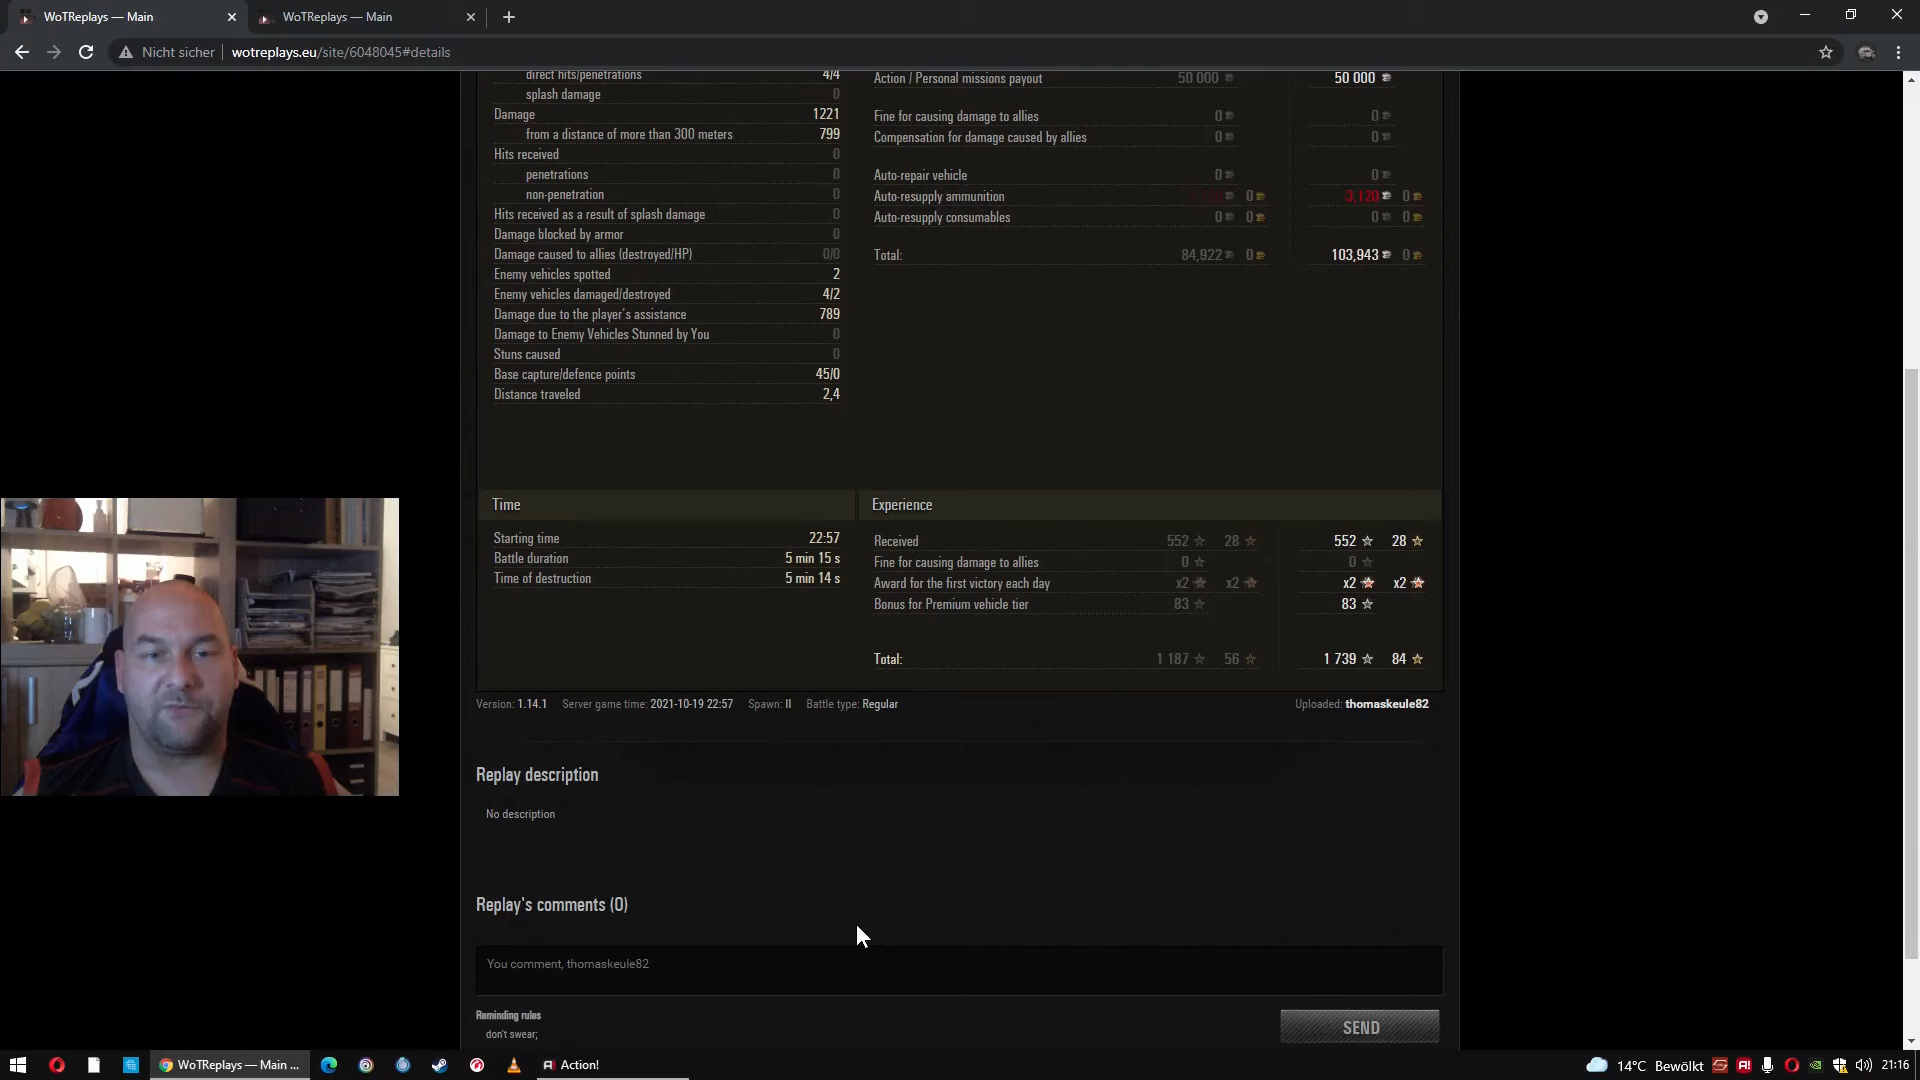 WoTReplays — Main
WoTReplays — Main
Nicht sicher wotreplays.eu/site/6048045#details
direct hits/penetrations 4/4
splash damage 0
Damage 1221
from a distance of more than 300 meters 799
Hits received 0
penetrations 0
non-penetration 0
Hits received as a result of splash damage 0
Damage blocked by armor 0
Damage caused to allies (destroyed/HP) 0/0
Enemy vehicles spotted 2
Enemy vehicles damaged/destroyed 4/2
Damage due to the player's assistance 789
Damage to Enemy Vehicles Stunned by You 0
Stuns caused 0
Base capture/defence points 45/0
Distance traveled 2,4
Action / Personal missions payout 50 000 50 000
Fine for causing damage to allies 0 0
Compensation for damage caused by allies 0 0
Auto-repair vehicle 0 0
Auto-resupply ammunition 0 3,120 0
Auto-resupply consumables 0 0 0 0
Total: 84,922 0 103,943 0
Time
Starting time 22:57
Battle duration 5 min 15 s
Time of destruction 5 min 14 s
Experience
Received 552 28 552 28
Fine for causing damage to allies 0 0
Award for the first victory each day x2 x2 x2 x2
Bonus for Premium vehicle tier 83 83
Total: 1 187 56 1 739 84
Version: 1.14.1 Server game time: 2021-10-19 22:57 Spawn: II Battle type: Regular Uploaded: thomaskeule82
Replay description
No description
Replay's comments (0)
You comment, thomaskeule82
Reminding rules
don't swear;
SEND
WoTReplays — Main ...
Action!
14°C Bewölkt
21:16